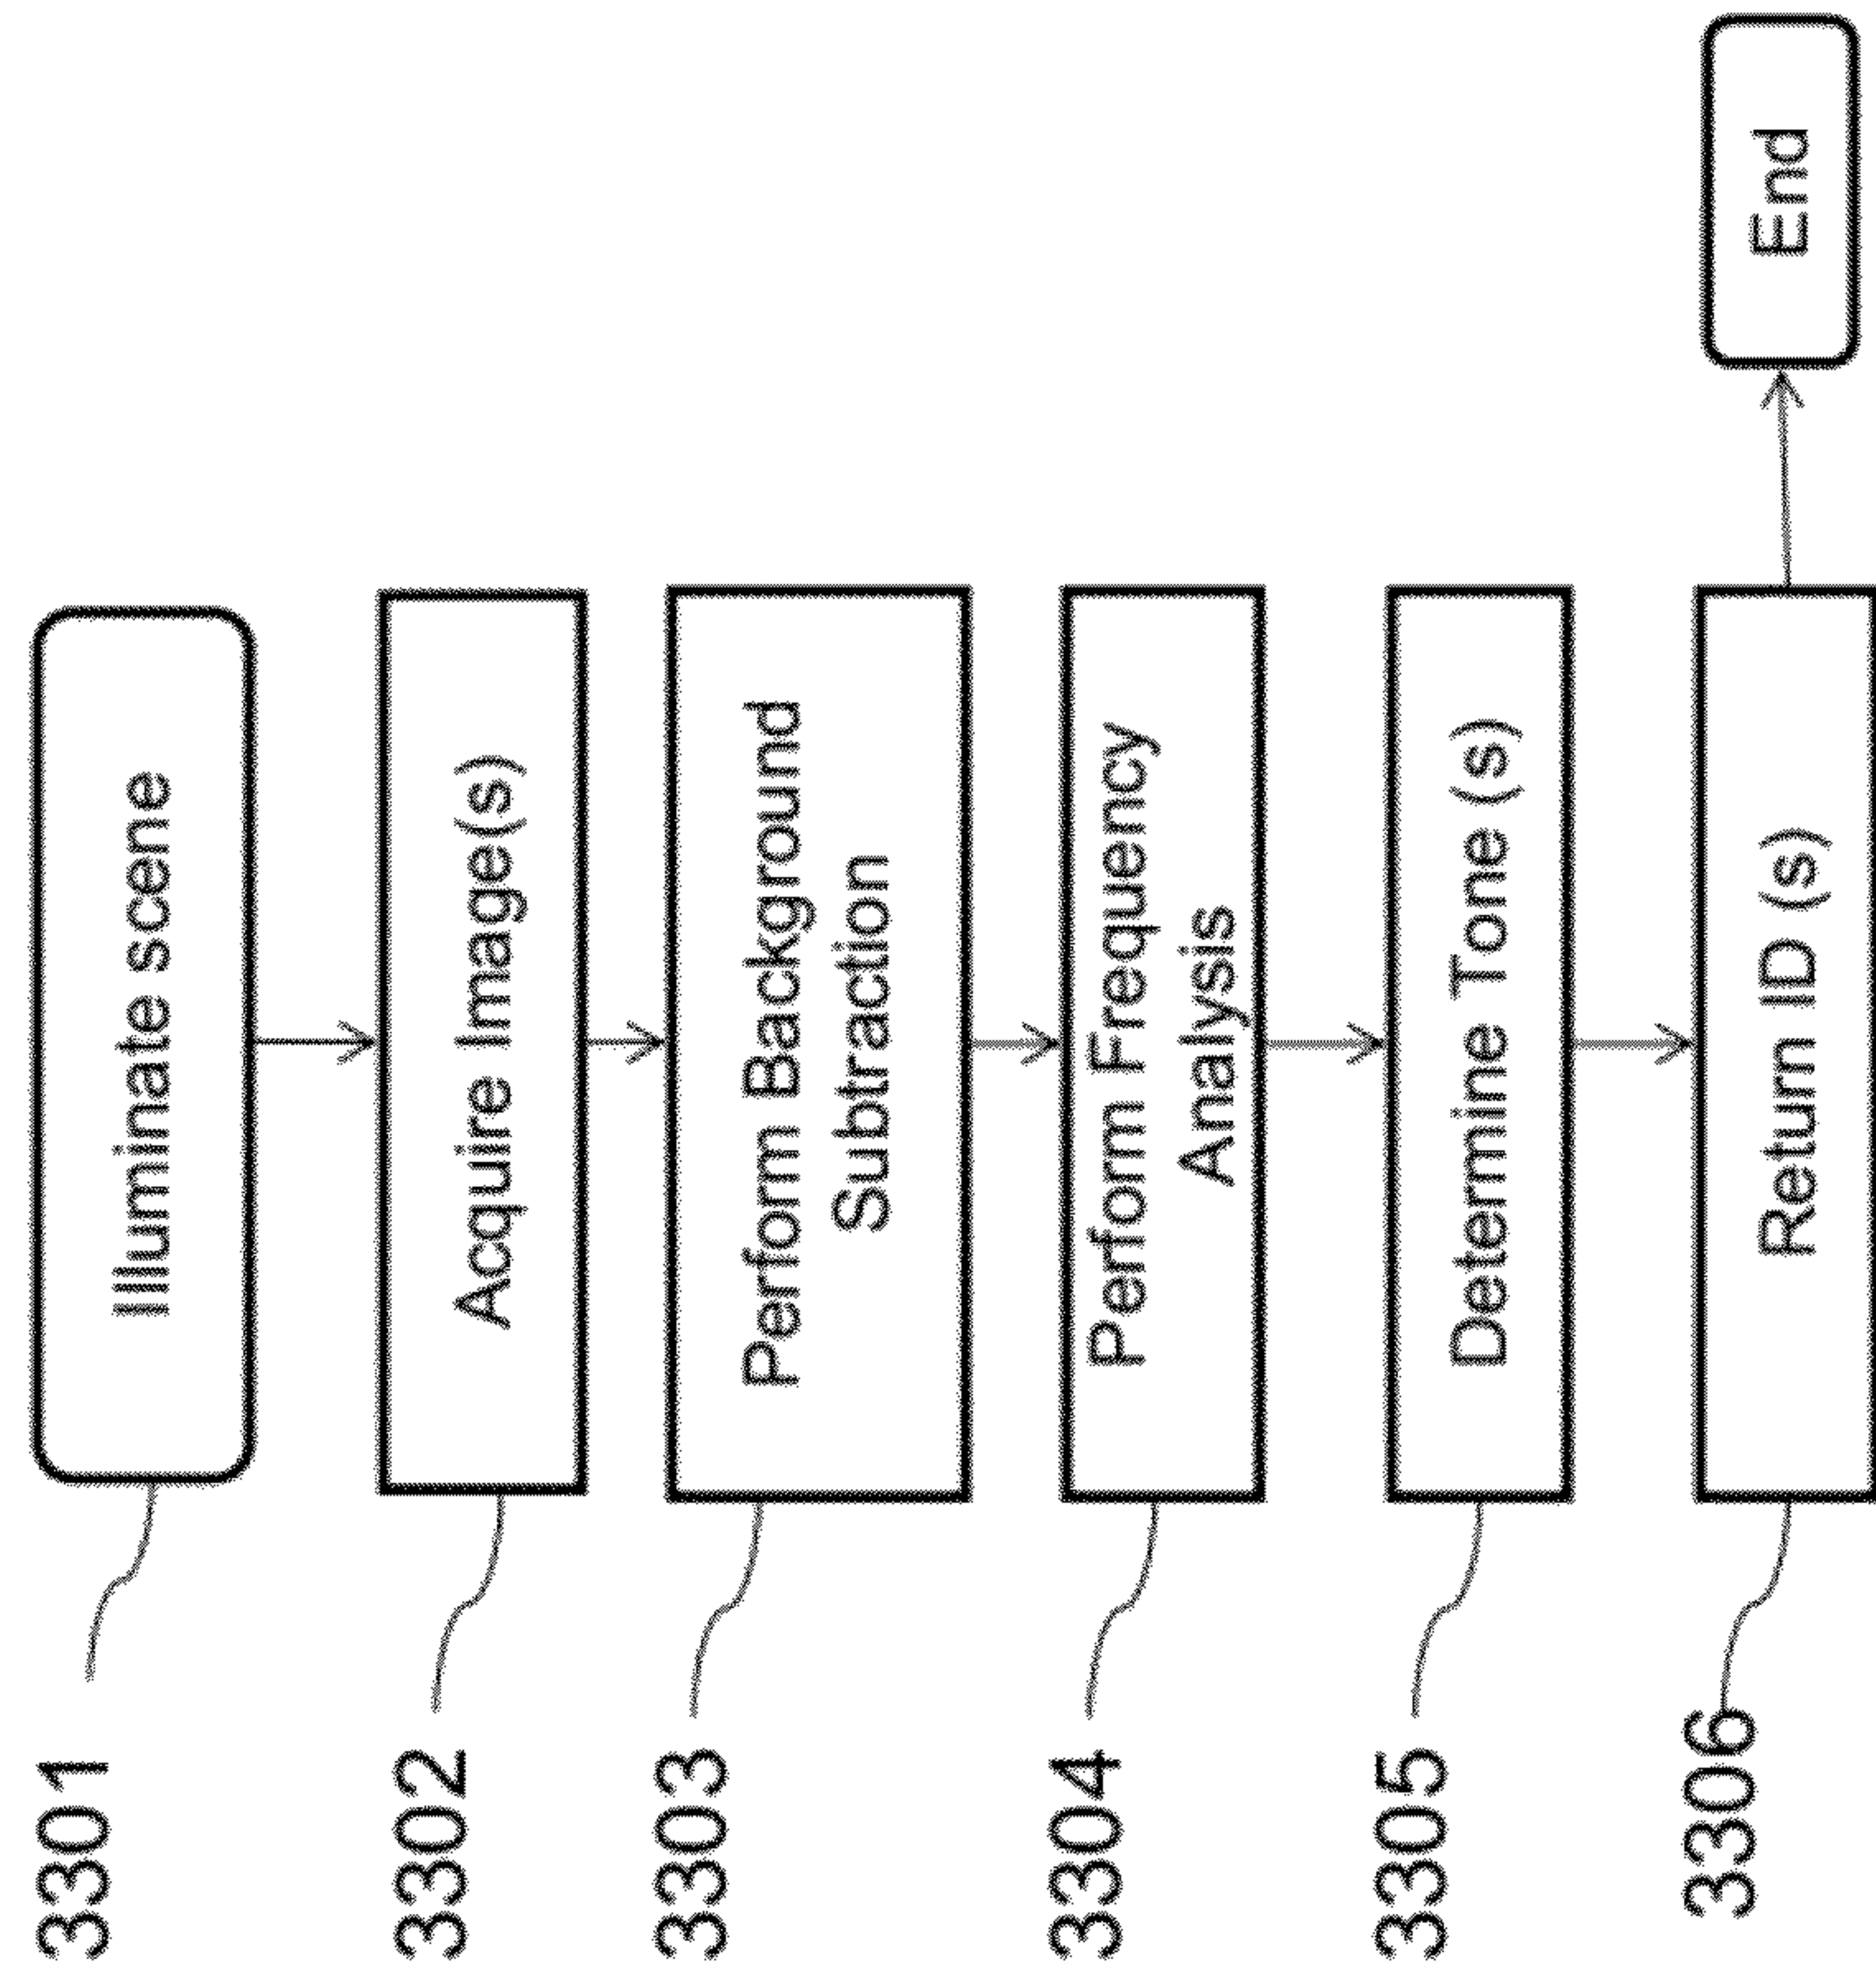 3301
Illuminate scene
3302
Acquire Image(s)
3303
Perform Background
Subtraction
3304
Perform Frequency
Analysis
3305
Determine Tone (s)
3306
Return ID (s)
End